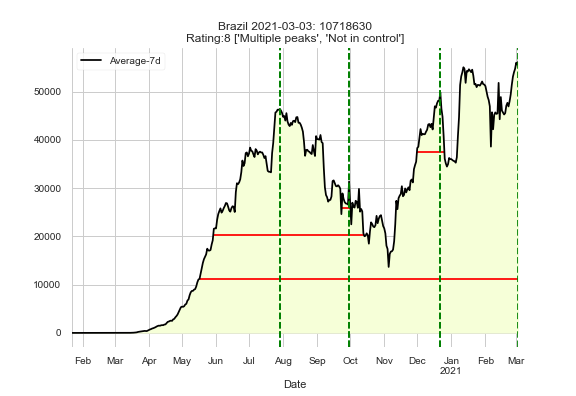 Brazil 2021-03-03: 10718630
Rating:8 ['Multiple peaks', 'Not in control']
Average-7d
50000
40000
30000
20000
10000
0
Feb Mar Apr May Jun Jul Aug Sep Oct Nov Dec Jan Feb Mar
2021
Date